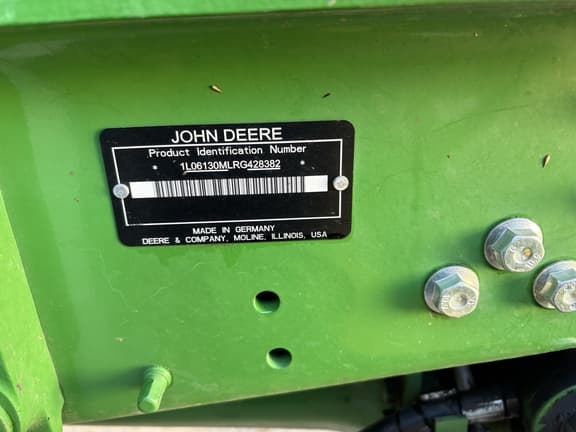 JOHN DEERE
Product Identification Number
* 1L06130MLRG428382 *
MADE IN GERMANY
DEERE & COMPANY, MOLINE, ILLINOIS, USA